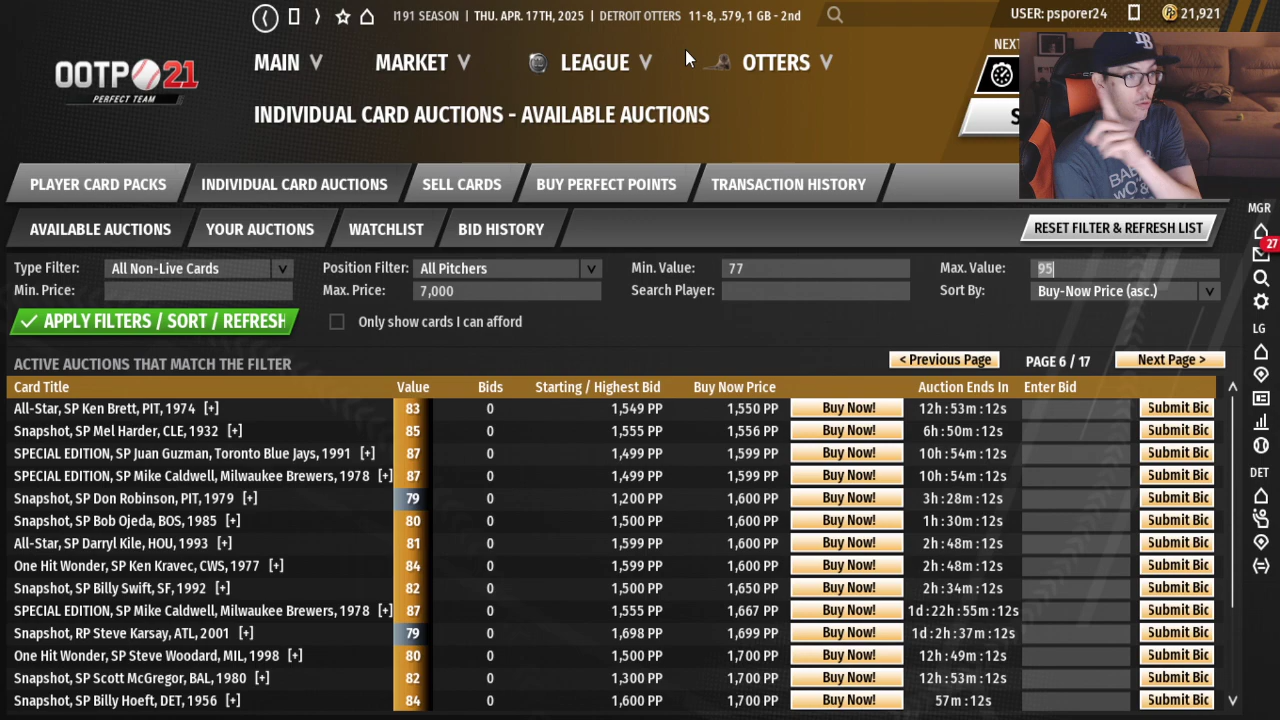 I191 SEASON | THU. APR. 17TH, 2025 | DETROIT OTTERS 11-8, .579, 1 GB - 2nd
USER: psporer24
21,921
OOTP 21
PERFECT TEAM
MAIN
MARKET
LEAGUE
OTTERS
NEXT
INDIVIDUAL CARD AUCTIONS - AVAILABLE AUCTIONS
PLAYER CARD PACKS
INDIVIDUAL CARD AUCTIONS
SELL CARDS
BUY PERFECT POINTS
TRANSACTION HISTORY
AVAILABLE AUCTIONS
YOUR AUCTIONS
WATCHLIST
BID HISTORY
RESET FILTER & REFRESH LIST
MGR
27
Type Filter: All Non-Live Cards Position Filter: All Pitchers Min. Value: 77 Max. Value: 95
Min. Price: Max. Price: 7,000 Search Player: Sort By: Buy-Now Price (asc.)
APPLY FILTERS / SORT / REFRESH
Only show cards I can afford
LG
ACTIVE AUCTIONS THAT MATCH THE FILTER
< Previous Page PAGE 6 / 17 Next Page >
Card Title Value Bids Starting / Highest Bid Buy Now Price Auction Ends In Enter Bid
All-Star, SP Ken Brett, PIT, 1974 [+] 83 0 1,549 PP 1,550 PP Buy Now! 12h:53m:12s Submit Bic
Snapshot, SP Mel Harder, CLE, 1932 [+] 85 0 1,555 PP 1,556 PP Buy Now! 6h:50m:12s Submit Bic
SPECIAL EDITION, SP Juan Guzman, Toronto Blue Jays, 1991 [+] 87 0 1,499 PP 1,599 PP Buy Now! 10h:54m:12s Submit Bic
SPECIAL EDITION, SP Mike Caldwell, Milwaukee Brewers, 1978 [+] 87 0 1,499 PP 1,599 PP Buy Now! 10h:54m:12s Submit Bic
DET
Snapshot, SP Don Robinson, PIT, 1979 [+] 79 0 1,200 PP 1,600 PP Buy Now! 3h:28m:12s Submit Bic
Snapshot, SP Bob Ojeda, BOS, 1985 [+] 80 0 1,500 PP 1,600 PP Buy Now! 1h:30m:12s Submit Bic
All-Star, SP Darryl Kile, HOU, 1993 [+] 81 0 1,599 PP 1,600 PP Buy Now! 2h:48m:12s Submit Bic
One Hit Wonder, SP Ken Kravec, CWS, 1977 [+] 84 0 1,599 PP 1,600 PP Buy Now! 2h:48m:12s Submit Bic
Snapshot, SP Billy Swift, SF, 1992 [+] 82 0 1,500 PP 1,650 PP Buy Now! 2h:34m:12s Submit Bic
SPECIAL EDITION, SP Mike Caldwell, Milwaukee Brewers, 1978 [+] 87 0 1,555 PP 1,667 PP Buy Now! 1d:22h:55m:12s Submit Bic
Snapshot, RP Steve Karsay, ATL, 2001 [+] 79 0 1,698 PP 1,699 PP Buy Now! 1d:2h:37m:12s Submit Bic
One Hit Wonder, SP Steve Woodard, MIL, 1998 [+] 80 0 1,500 PP 1,700 PP Buy Now! 12h:49m:12s Submit Bic
Snapshot, SP Scott McGregor, BAL, 1980 [+] 82 0 1,300 PP 1,700 PP Buy Now! 12h:53m:12s Submit Bic
Snapshot, SP Billy Hoeft, DET, 1956 [+] 84 0 1,600 PP 1,700 PP Buy Now! 57m:12s Submit Bic